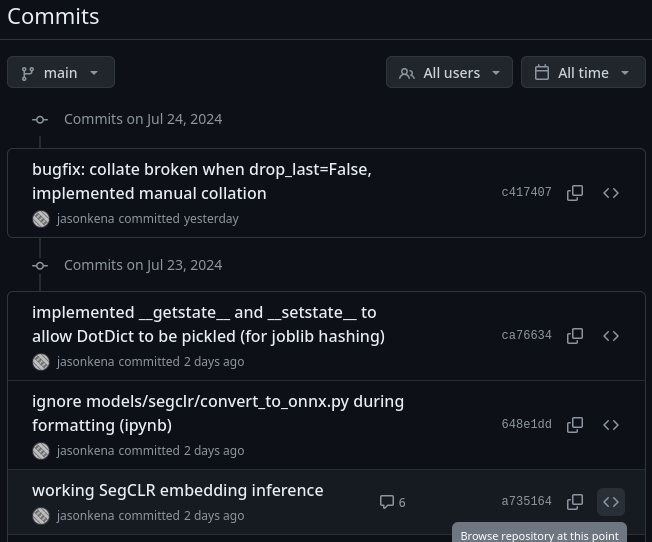 Commits
main
All users
All time
Commits on Jul 24, 2024
bugfix: collate broken when drop_last=False,
implemented manual collation
c417407
jasonkena committed yesterday
Commits on Jul 23, 2024
implemented __getstate__ and __setstate__ to
allow DotDict to be pickled (for joblib hashing)
ca76634
jasonkena committed 2 days ago
ignore models/segclr/convert_to_onnx.py during
formatting (ipynb)
648e1dd
jasonkena committed 2 days ago
working SegCLR embedding inference
6
a735164
jasonkena committed 2 days ago
Browse repository at this point